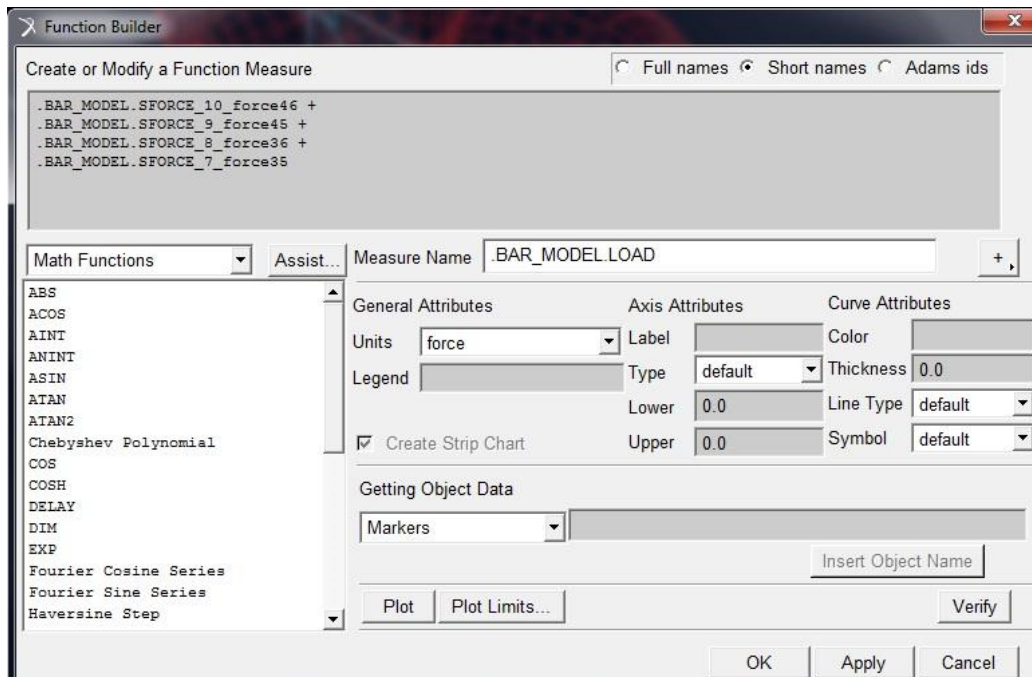 Function Builder
x
Create or Modify a Function Measure
Full names Short names Adams ids
.BAR_MODEL.SFORCE_10_force46 +
.BAR_MODEL.SFORCE_9_force45 +
.BAR_MODEL.SFORCE_8_force36 +
.BAR_MODEL.SFORCE_7_force35
Math Functions
Assist...
Measure Name .BAR_MODEL.LOAD
+
ABS
ACOS
AINT
ANINT
ASIN
ATAN
ATAN2
Chebyshev Polynomial
COS
COSH
DELAY
DIM
EXP
Fourier Cosine Series
Fourier Sine Series
Haversine Step
General Attributes
Units force
Legend
Create Strip Chart
Axis Attributes
Label
Type default
Lower 0.0
Upper 0.0
Curve Attributes
Color
Thickness 0.0
Line Type default
Symbol default
Getting Object Data
Markers
Insert Object Name
Plot Plot Limits... Verify
OK Apply Cancel